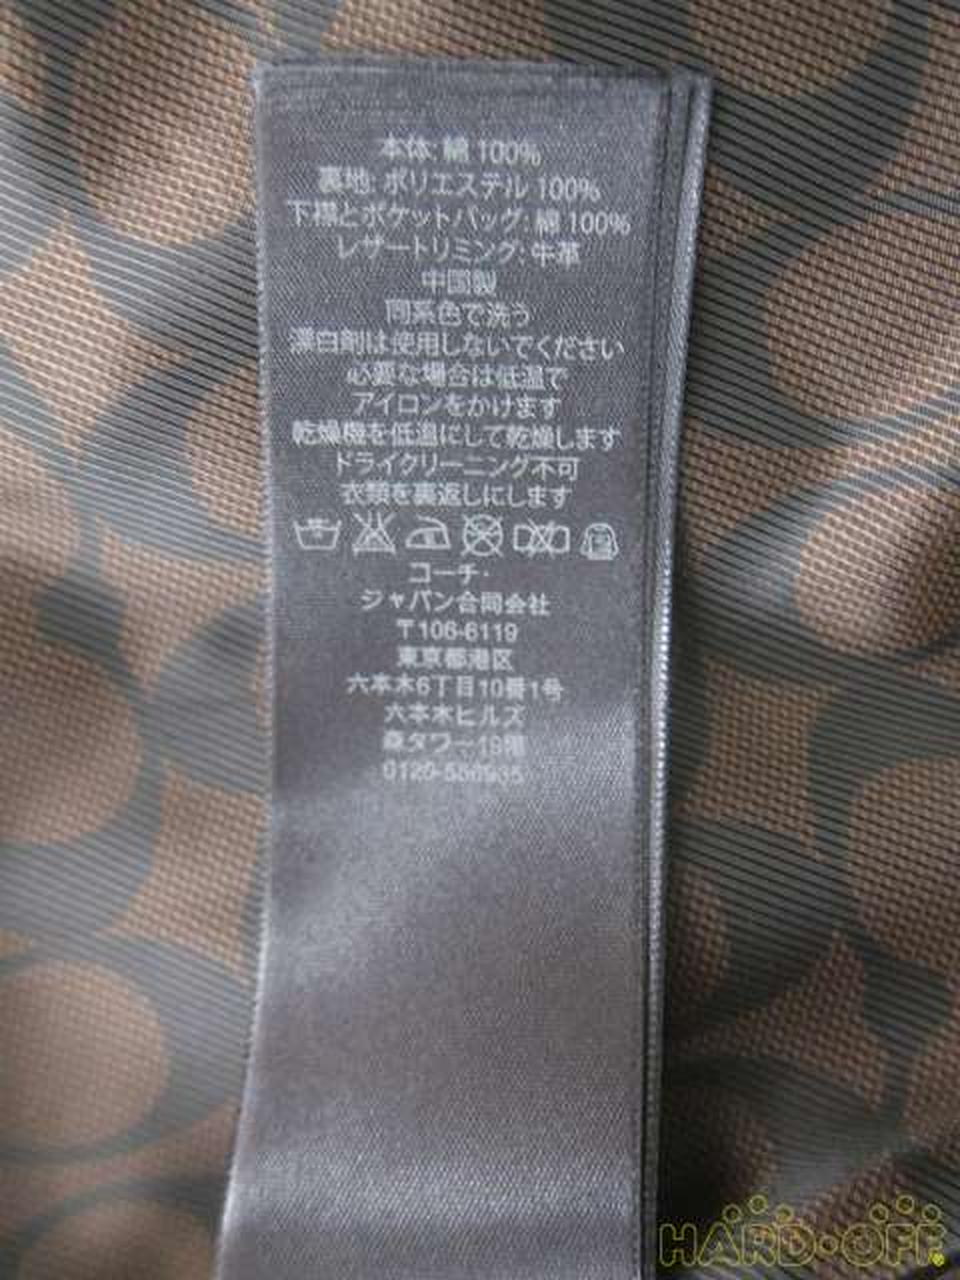 本体: 綿 100%
裏地: ポリエステル 100%
下襟とポケットバッグ: 綿 100%
レザートリミング: 牛革
中国製
同系色で洗う
漂白剤は使用しないでください
必要な場合は低温で
アイロンをかけます
乾燥機を低温にして乾燥します
ドライクリーニング不可
衣類を裏返しにします
コーチ・
ジャパン合同会社
〒106-6119
東京都港区
六本木6丁目10番1号
六本木ヒルズ
森タワー19階
HARD・OFF